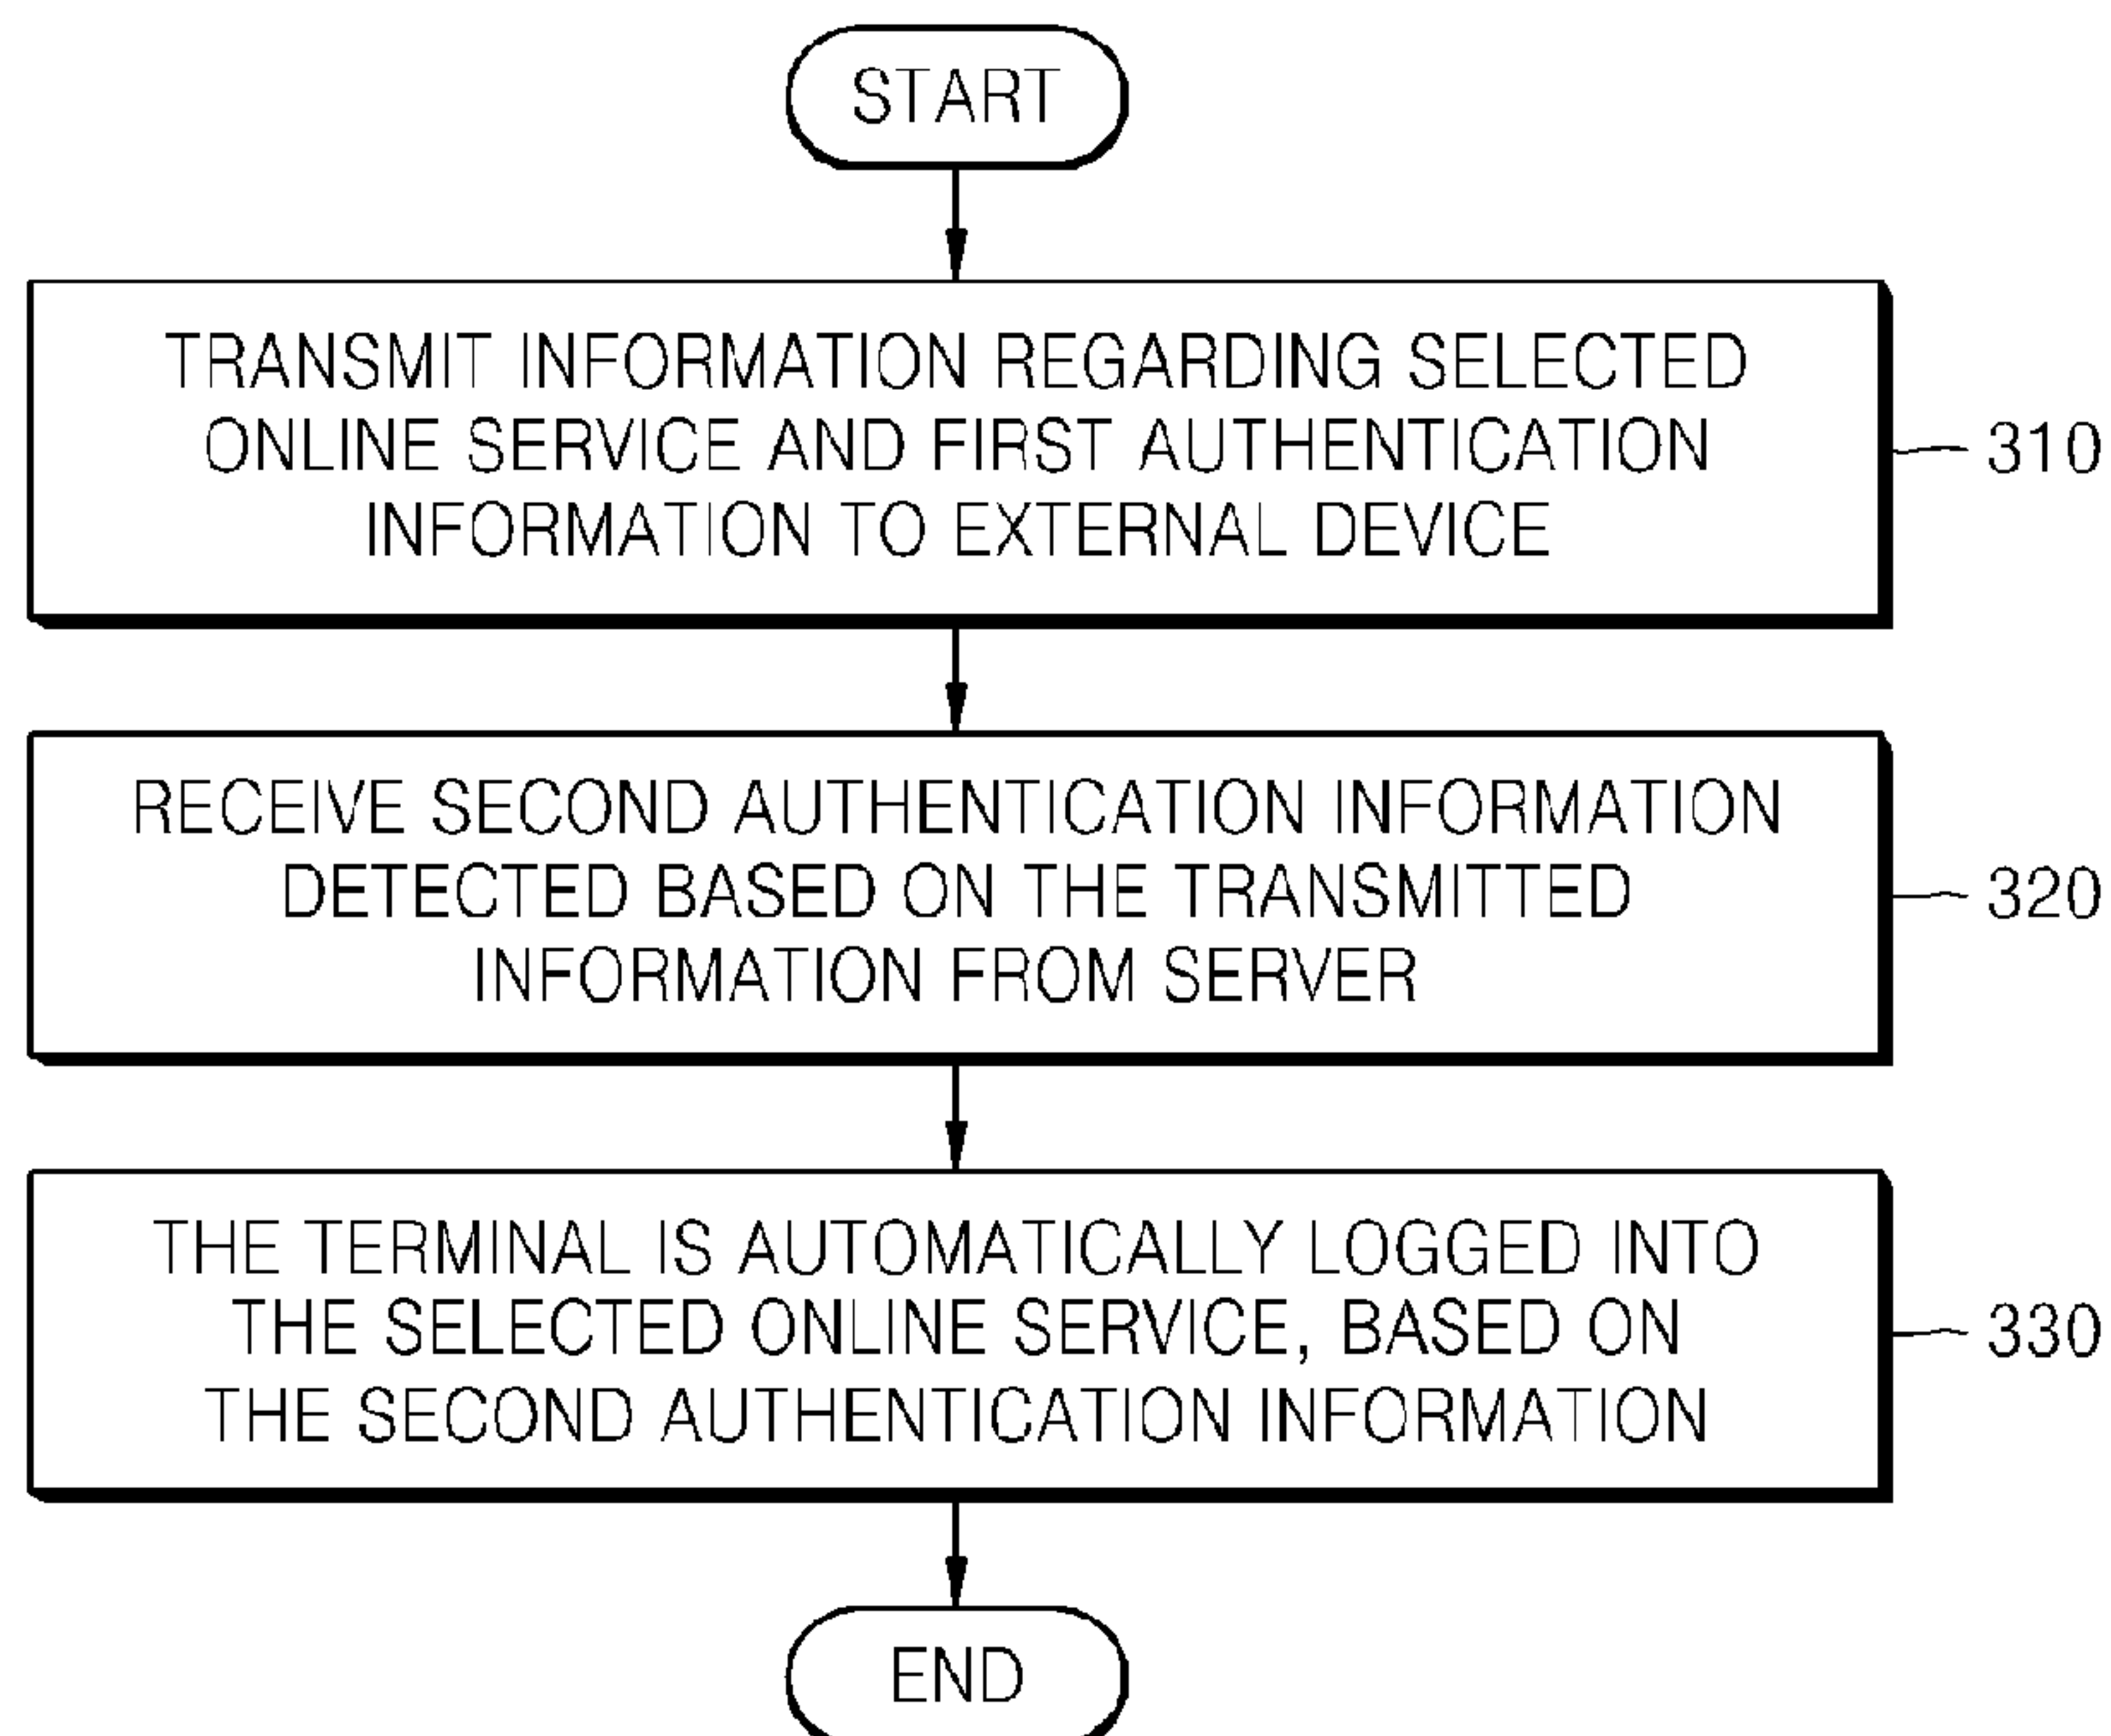 START
TRANSMIT INFORMATION REGARDING SELECTED
ONLINE SERVICE AND FIRST AUTHENTICATION
INFORMATION TO EXTERNAL DEVICE
310
RECEIVE SECOND AUTHENTICATION INFORMATION
DETECTED BASED ON THE TRANSMITTED
INFORMATION FROM SERVER
320
THE TERMINAL IS AUTOMATICALLY LOGGED INTO
THE SELECTED ONLINE SERVICE, BASED ON
THE SECOND AUTHENTICATION INFORMATION
330
END